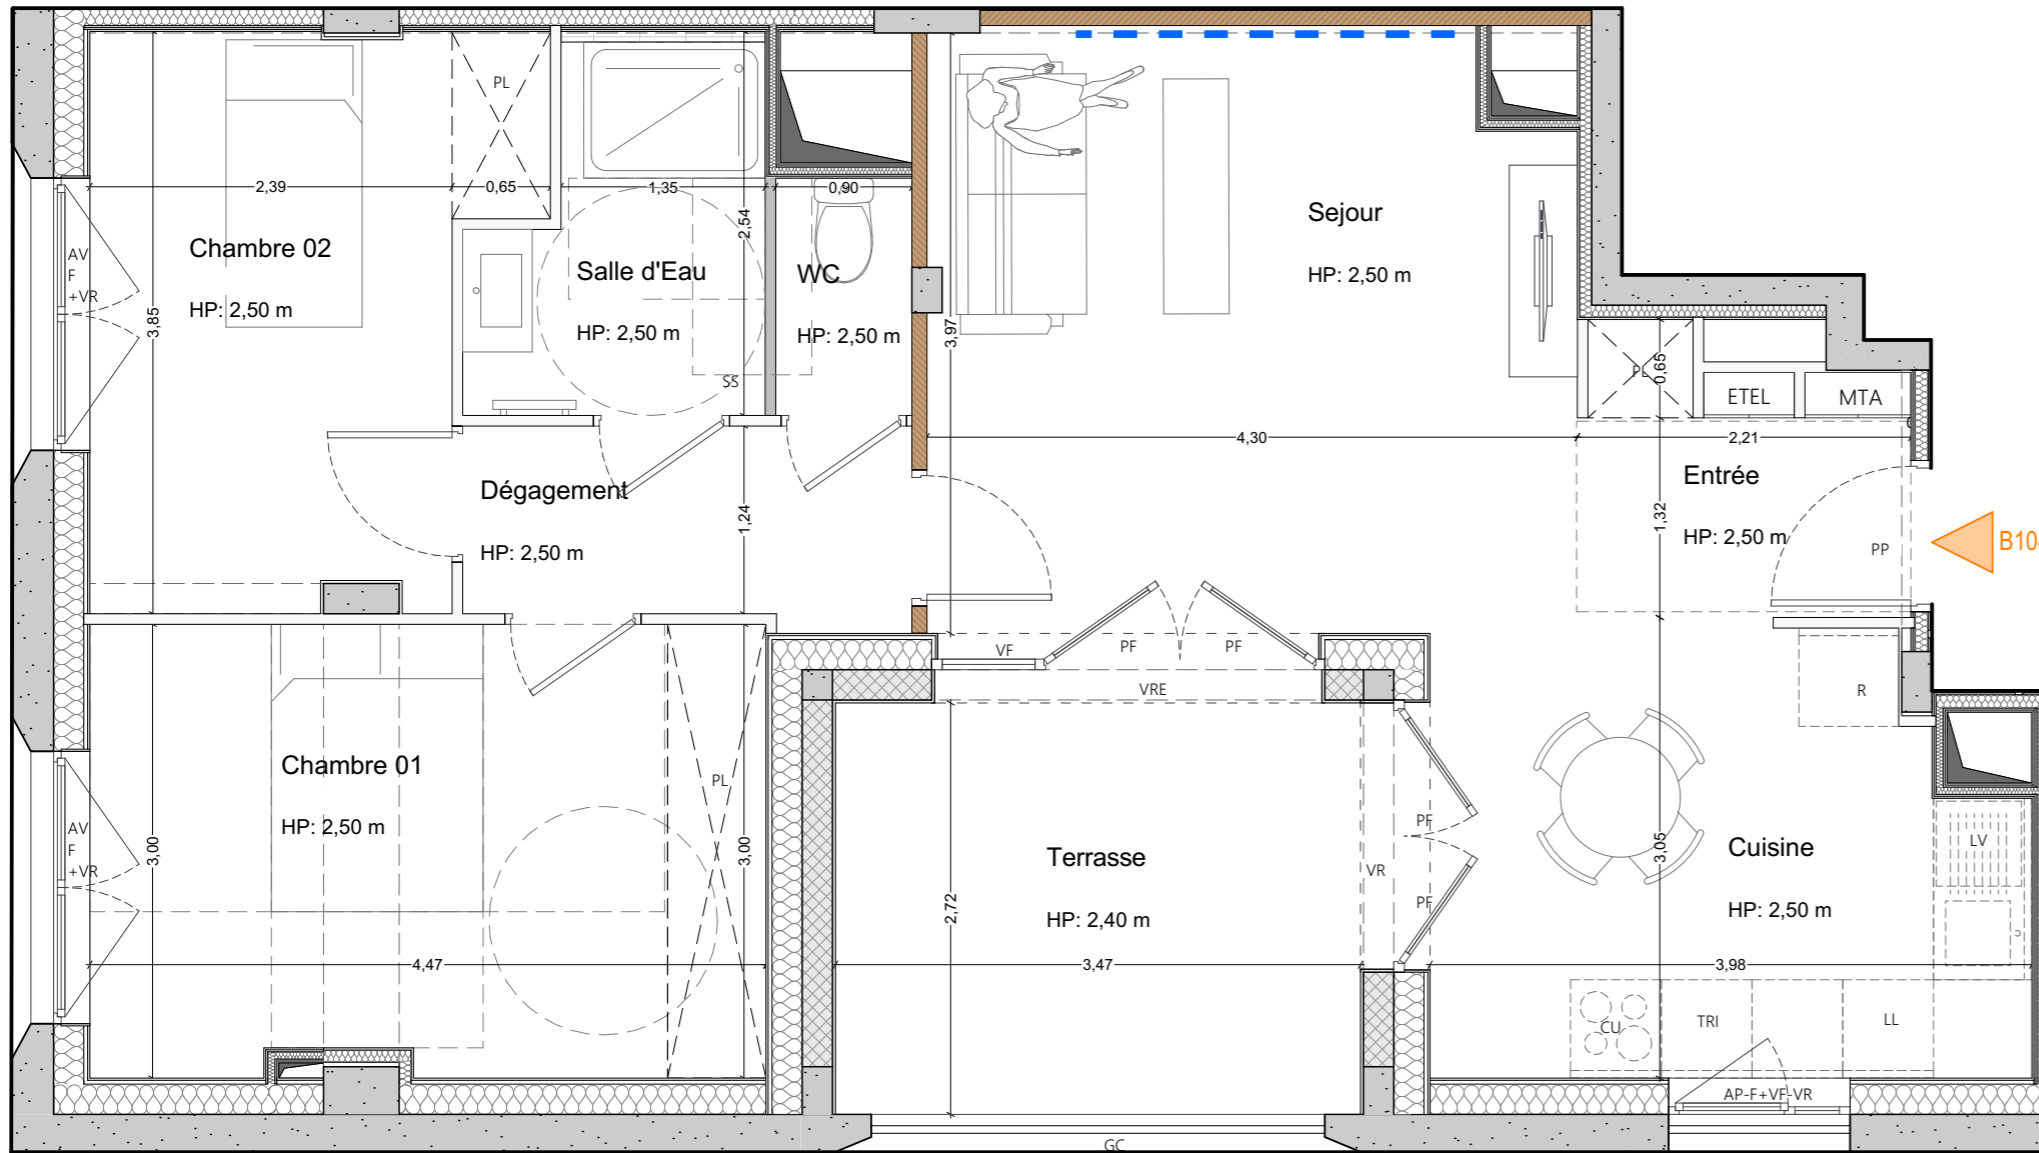 PL
2,39
0,65
1,35
0,90
2,54
Chambre 02
HP: 2,50 m
AV
F
+VR
3,85
Salle d'Eau
HP: 2,50 m
SS
WC
HP: 2,50 m
Sejour
HP: 2,50 m
3,97
0,65
ETEL
MTA
4,30
2,21
Entrée
HP: 2,50 m
1,32
PP
Dégagement
HP: 2,50 m
1,24
VF
PF
PF
VRE
R
Chambre 01
HP: 2,50 m
AV
F
+VR
3,00
3,00
PL
4,47
Terrasse
HP: 2,40 m
2,72
3,47
VR
PF
PF
Cuisine
HP: 2,50 m
3,05
3,98
LV
CU
TRI
LL
AP-F+VF-VR
GC